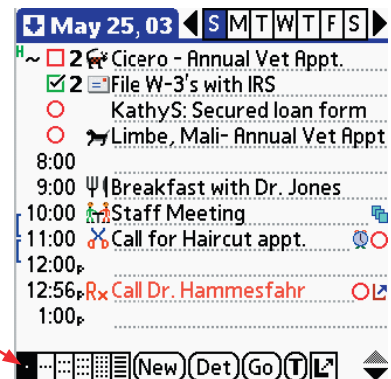 May 25, 03 S M T W T F S
H ~ 2 Cicero - Annual Vet Appt.
2 File W-3's with IRS
KathyS: Secured loan form
Limbe, Mali- Annual Vet Appt
8:00
9:00 Breakfast with Dr. Jones
10:00 Staff Meeting
11:00 Call for Haircut appt.
12:00P
12:56P Rx Call Dr. Hammesfahr
1:00P
New Det Go T